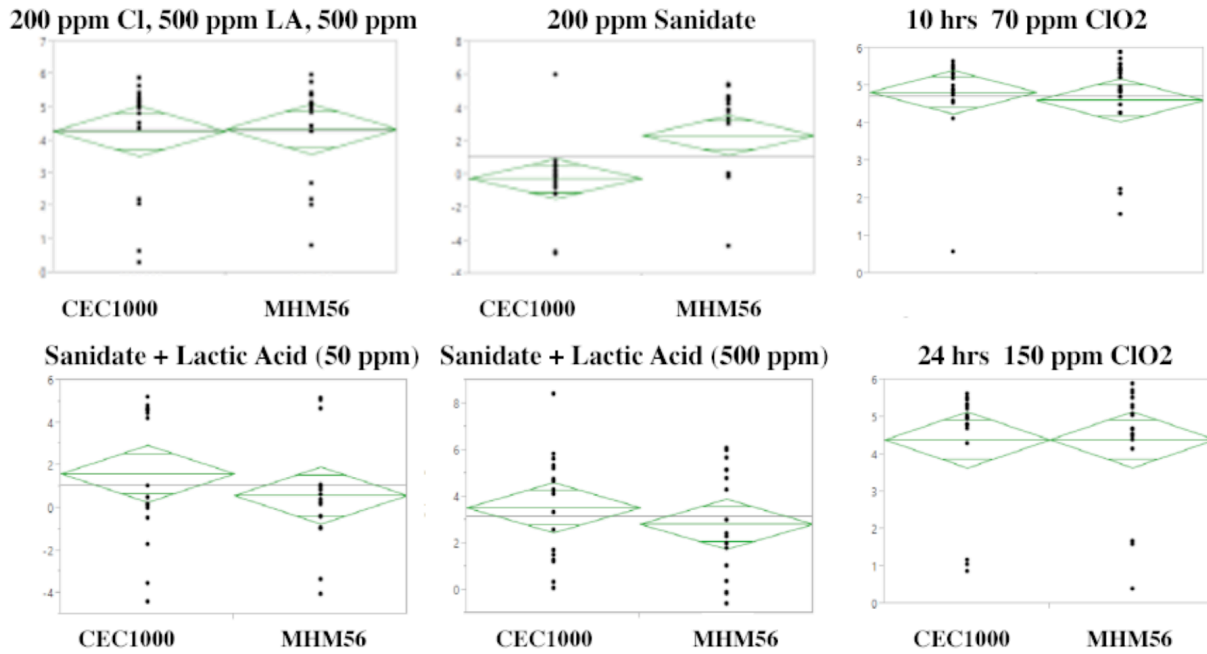 200 ppm Cl, 500 ppm LA, 500 ppm
200 ppm Sanidate
10 hrs 70 ppm ClO2
7
6
5
4
3
2
1
0
8
6
4
2
0
-2
-4
-6
6
5
4
3
2
1
0
CEC1000
MHM56
CEC1000
MHM56
Sanidate + Lactic Acid (50 ppm)
Sanidate + Lactic Acid (500 ppm)
24 hrs 150 ppm ClO2
6
4
2
0
-2
-4
8
6
4
2
0
6
5
4
3
2
1
0
CEC1000
MHM56
CEC1000
MHM56
CEC1000
MHM56